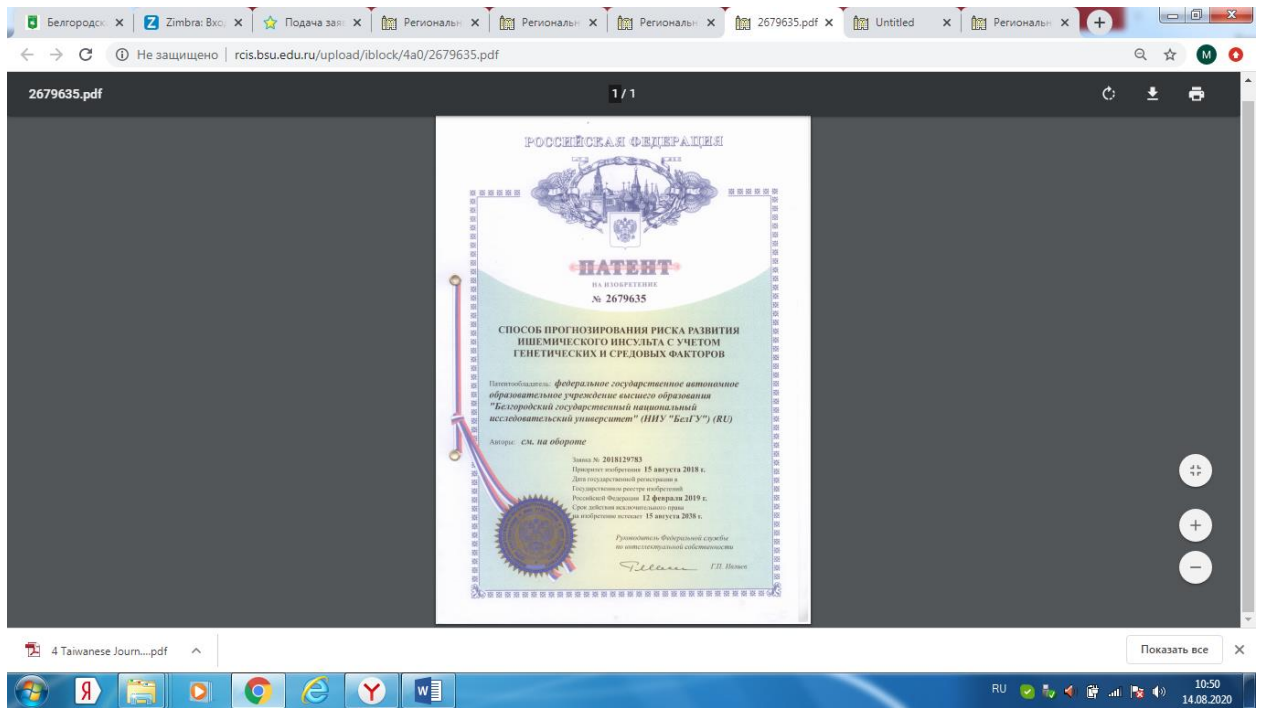 Белгородск
Zimbra: Вхо
Подача зая
Региональн
Региональн
Региональн
2679635.pdf
Untitled
Региональн
Не защищено | rcis.bsu.edu.ru/upload/iblock/4a0/2679635.pdf
M
2679635.pdf
1 / 1
РОССИЙСКАЯ ФЕДЕРАЦИЯ
ПАТЕНТ
НА ИЗОБРЕТЕНИЕ
№ 2679635
СПОСОБ ПРОГНОЗИРОВАНИЯ РИСКА РАЗВИТИЯ
ИШЕМИЧЕСКОГО ИНСУЛЬТА С УЧЕТОМ
ГЕНЕТИЧЕСКИХ И СРЕДОВЫХ ФАКТОРОВ
Патентообладатель: федеральное государственное автономное
образовательное учреждение высшего образования
"Белгородский государственный национальный
исследовательский университет" (НИУ "БелГУ") (RU)
Авторы: см. на обороте
Заявка № 2018129783
Приоритет изобретения 15 августа 2018 г.
Дата государственной регистрации в
Государственном реестре изобретений
Российской Федерации 12 февраля 2019 г.
Срок действия исключительного права
на изобретение истекает 15 августа 2038 г.
Руководитель Федеральной службы
по интеллектуальной собственности
Г.П. Ивлиев
4 Taiwanese Journ....pdf
Показать все
Я
Y
W
RU
10:50
14.08.2020